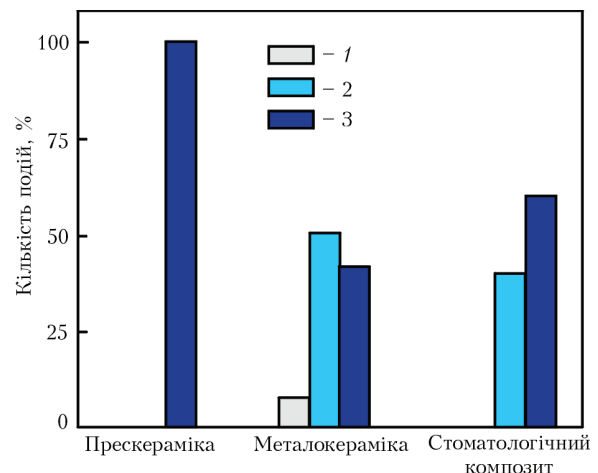 Кількість подій, %
100
75
50
25
0
– 1
– 2
– 3
Прескераміка
Металокераміка
Стоматологічний
композит